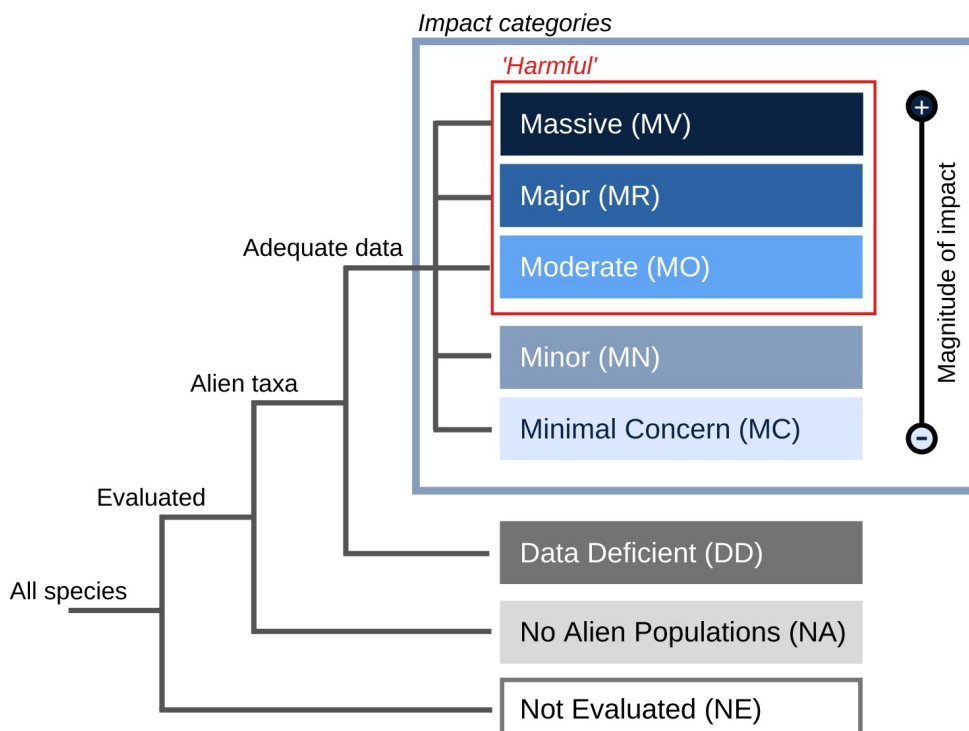 Impact categories
'Harmful'
Massive (MV)
+
Major (MR)
Adequate data
Moderate (MO)
Magnitude of impact
Minor (MN)
Alien taxa
Minimal Concern (MC)
-
Evaluated
Data Deficient (DD)
All species
No Alien Populations (NA)
Not Evaluated (NE)